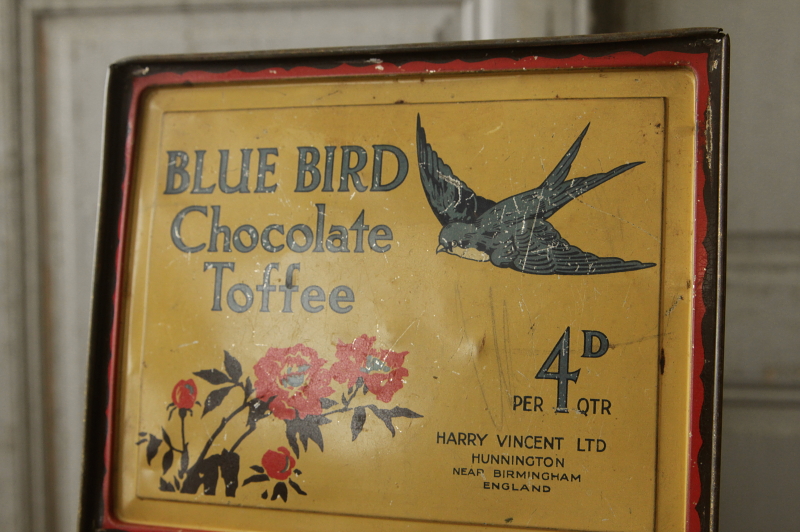 BLUE BIRD
Chocolate
Toffee
4D
PER QTR
HARRY VINCENT LTD
HUNNINGTON
NEAR BIRMINGHAM
ENGLAND